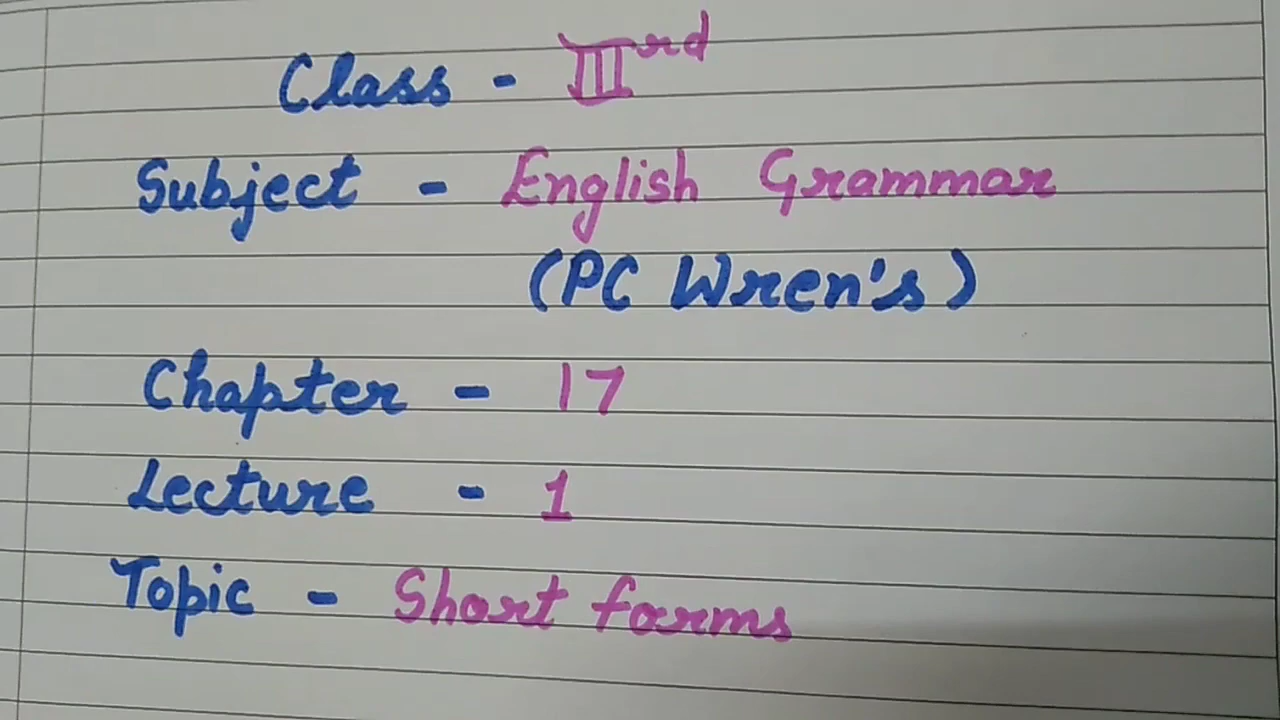 Class - IIIrd
Subject - English Grammar
(PC Wren's)
Chapter - 17
Lecture - 1
Topic - Short forms